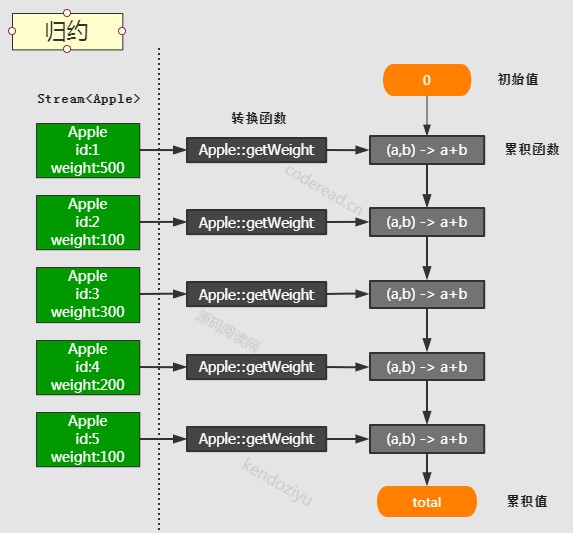 归约
0
初始值
Stream<Apple>
转换函数
Apple
id:1
weight:500
Apple::getWeight
(a,b) -> a+b
累积函数
coderead.cn
Apple
id:2
weight:100
Apple::getWeight
(a,b) -> a+b
Apple
id:3
weight:300
Apple::getWeight
(a,b) -> a+b
源码阅读网
Apple
id:4
weight:200
Apple::getWeight
(a,b) -> a+b
Apple
id:5
weight:100
Apple::getWeight
(a,b) -> a+b
kendoziyu
total
累积值